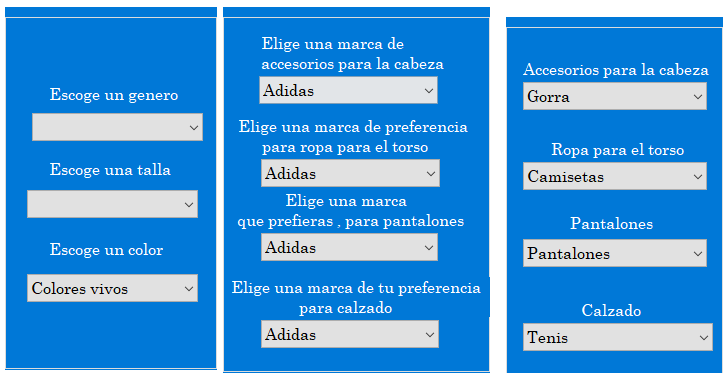 Escoge un genero
Escoge una talla
Escoge un color
Colores vivos
Elige una marca de
accesorios para la cabeza
Adidas
Elige una marca de preferencia
para ropa para el torso
Adidas
Elige una marca
que prefieras , para pantalones
Adidas
Elige una marca de tu preferencia
para calzado
Adidas
Accesorios para la cabeza
Gorra
Ropa para el torso
Camisetas
Pantalones
Pantalones
Calzado
Tenis